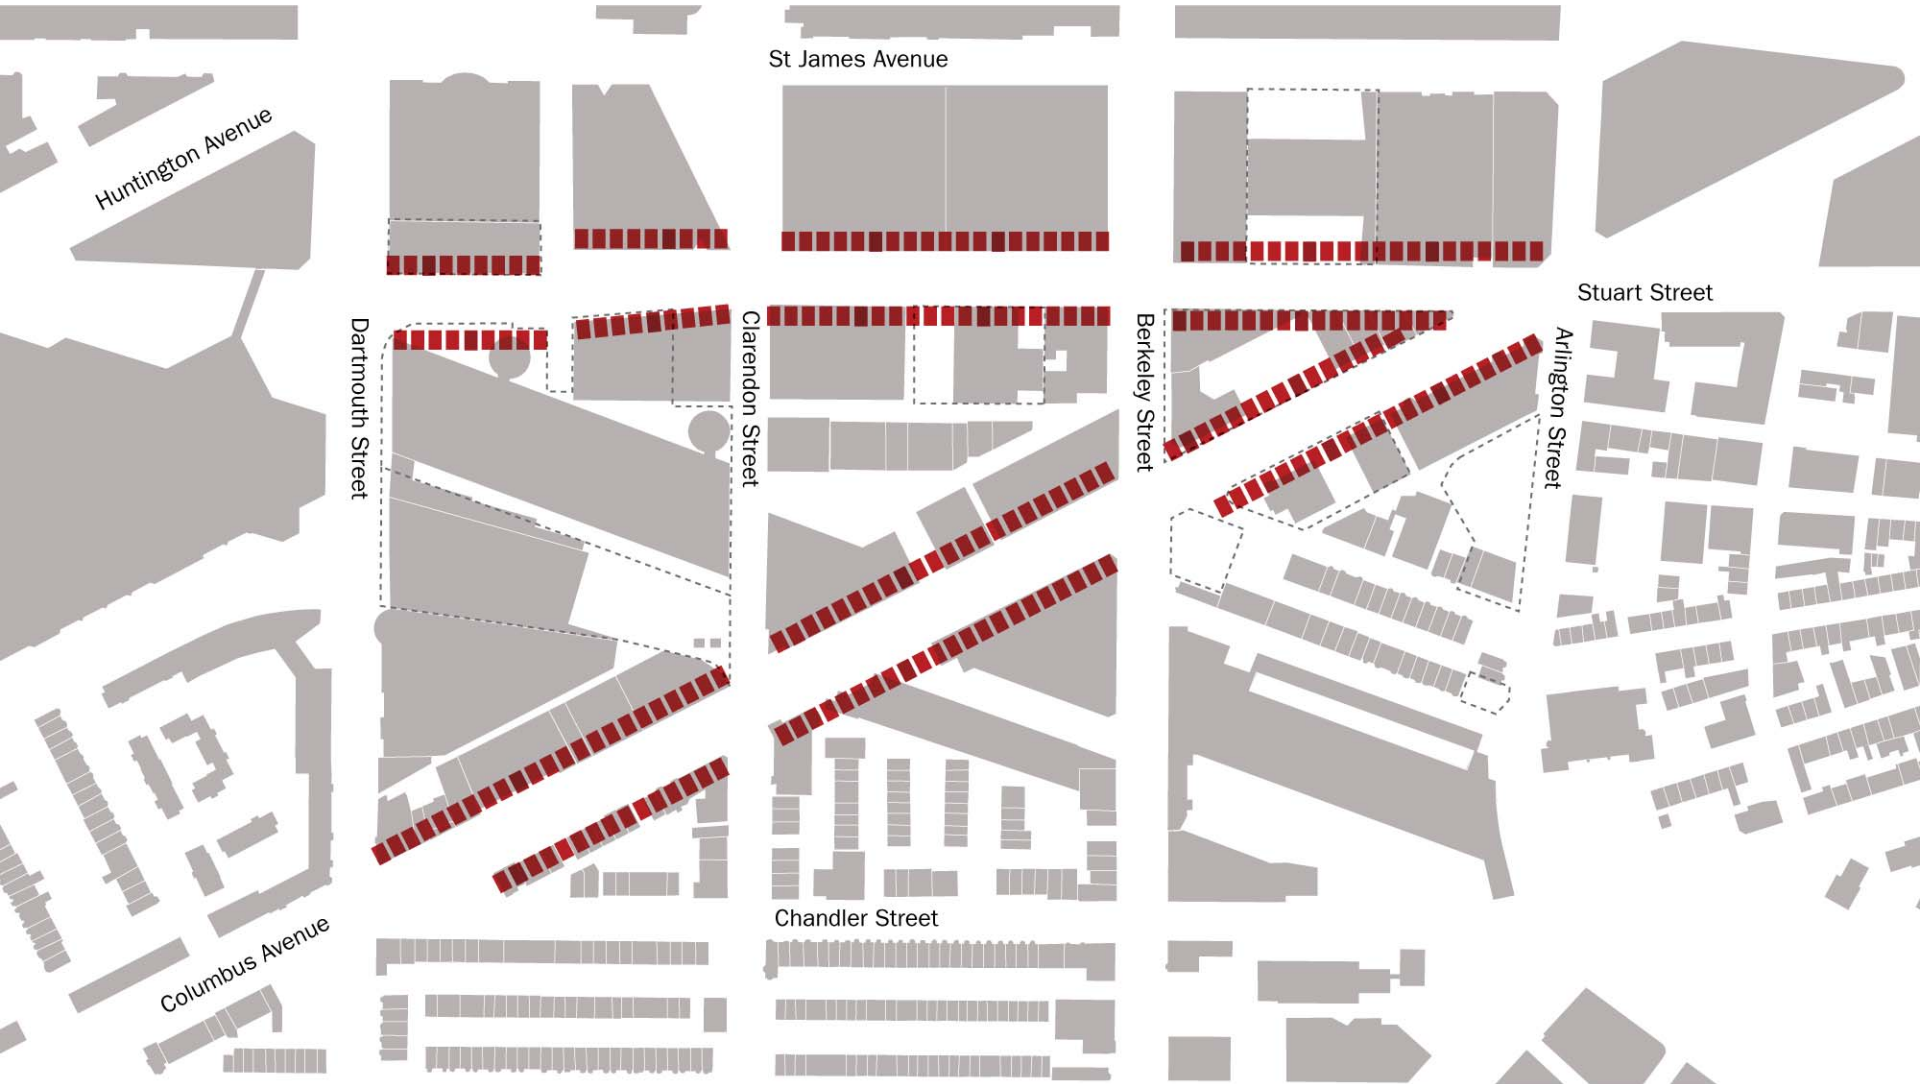 St James Avenue
Huntington Avenue
Stuart Street
Dartmouth Street
Clarendon Street
Berkeley Street
Arlington Street
Chandler Street
Columbus Avenue